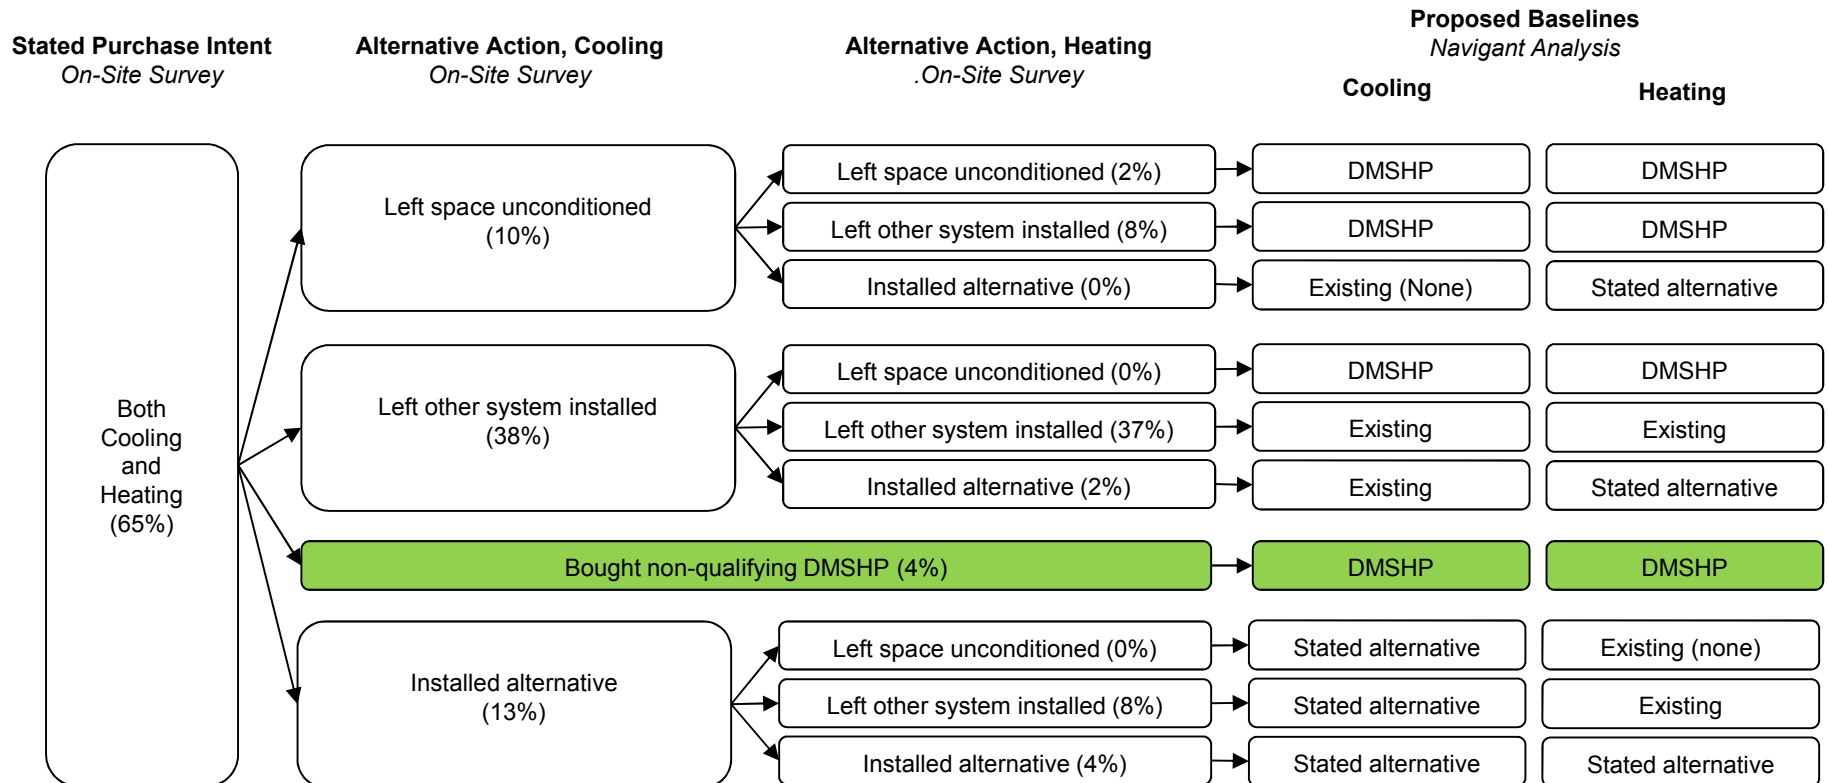 Proposed Baselines
Stated Purchase Intent Alternative Action, Cooling Alternative Action, Heating Navigant Analysis
On-Site Survey On-Site Survey .On-Site Survey
Cooling Heating
Both
Cooling
and
Heating
(65%)
Left space unconditioned
(10%)
Left space unconditioned (2%) DMSHP DMSHP
Left other system installed (8%) DMSHP DMSHP
Installed alternative (0%) Existing (None) Stated alternative
Left other system installed
(38%)
Left space unconditioned (0%) DMSHP DMSHP
Left other system installed (37%) Existing Existing
Installed alternative (2%) Existing Stated alternative
Bought non-qualifying DMSHP (4%) DMSHP DMSHP
Installed alternative
(13%)
Left space unconditioned (0%) Stated alternative Existing (none)
Left other system installed (8%) Stated alternative Existing
Installed alternative (4%) Stated alternative Stated alternative